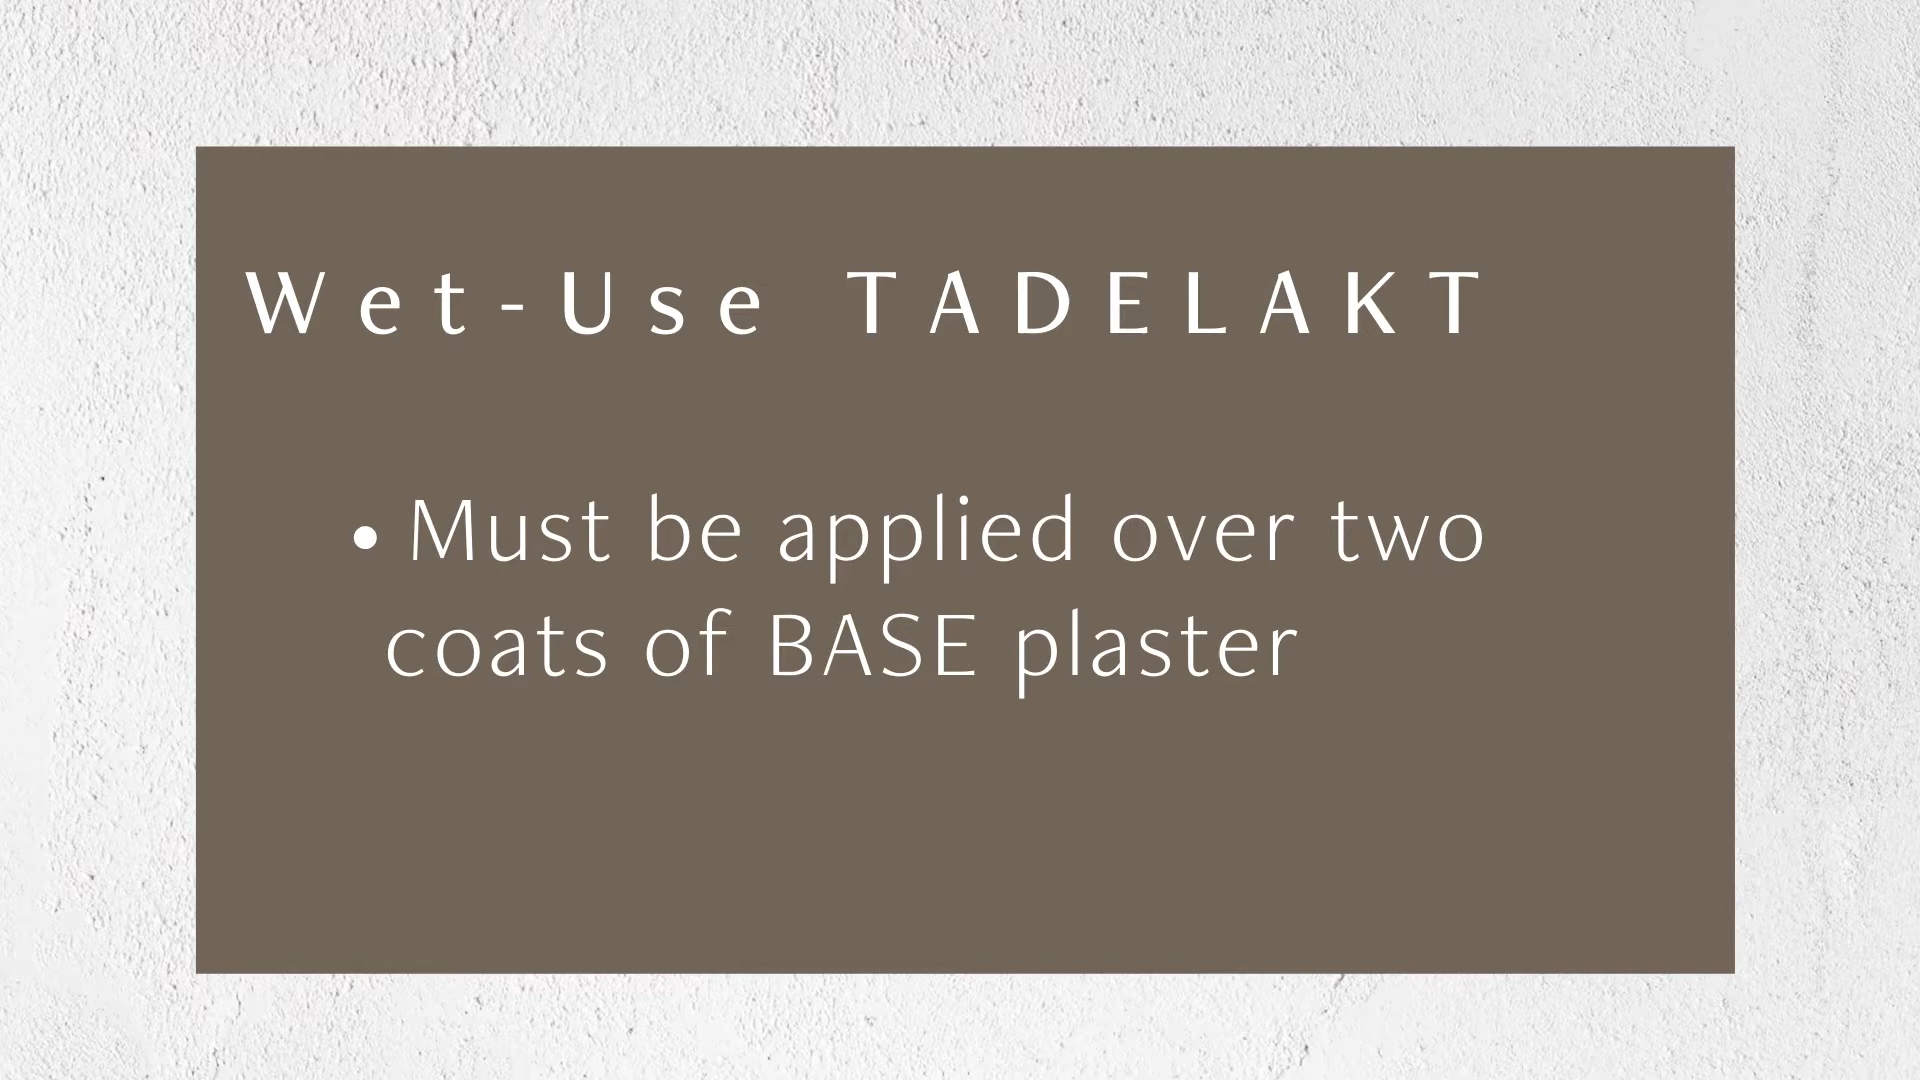 Wet-Use TADELAKT
• Must be applied over two
coats of BASE plaster